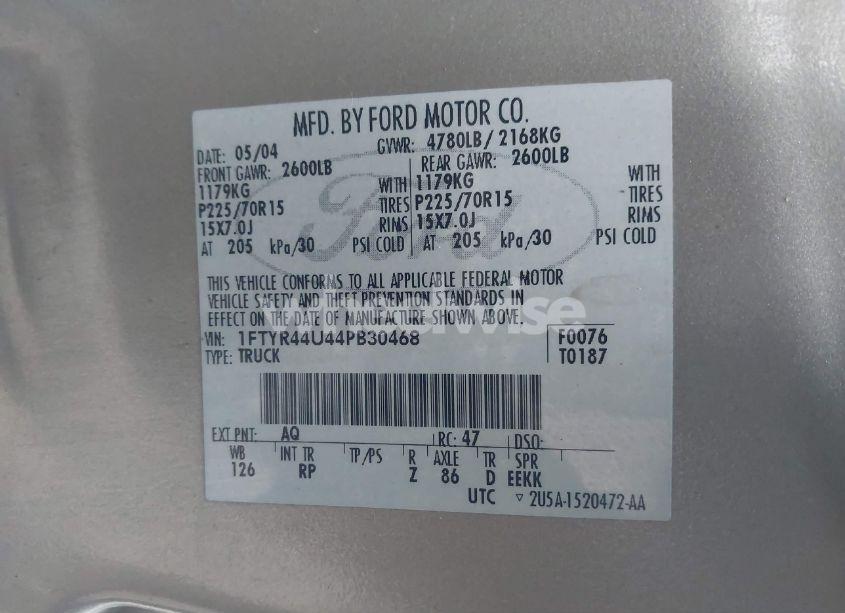 MFD. BY FORD MOTOR CO.
DATE: 05/04 GVWR: 4780LB/ 2168KG
FRONT GAWR: 2600LB REAR GAWR: 2600LB
1179KG WITH 1179KG WITH
P225/70R15 TIRES P225/70R15 TIRES
15X7.0J RIMS 15X7.0J RIMS
AT 205 kPa/30 PSI COLD AT 205 kPa/30 PSI COLD
Ford
THIS VEHICLE CONFORMS TO ALL APPLICABLE FEDERAL MOTOR
VEHICLE SAFETY AND THEFT PREVENTION STANDARDS IN
EFFECT ON THE DATE OF MANUFACTURE SHOWN ABOVE.
VIN: 1FTYR44U44PB30468 F0076
TYPE: TRUCK T0187
EXT PNT: AQ RC: 47 DSO:
WB INT TR TP/PS R AXLE TR SPR
126 RP Z 86 D EEKK
UTC ▽ 2U5A-1520472-AA